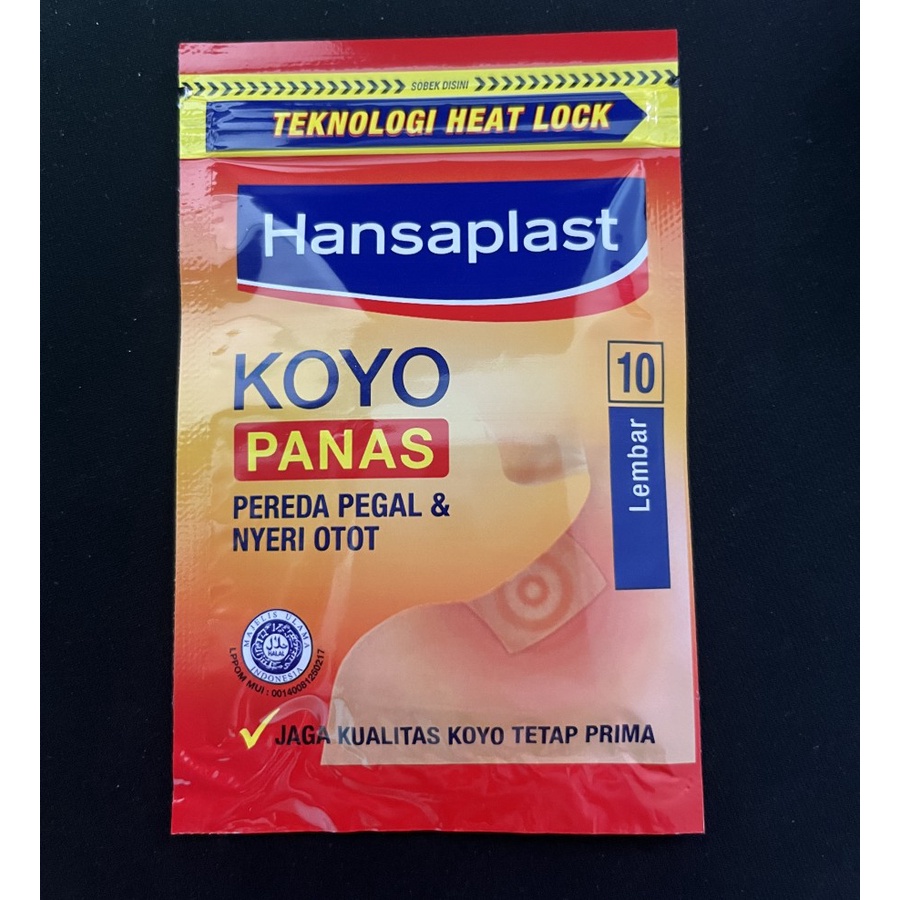 SOBEK DISINI
TEKNOLOGI HEAT LOCK
Hansaplast
KOYO
PANAS
PEREDA PEGAL &
NYERI OTOT
10
Lembar
MAJELIS ULAMA
INDONESIA
HALAL
LPPOM MUI : 00140081250217
JAGA KUALITAS KOYO TETAP PRIMA